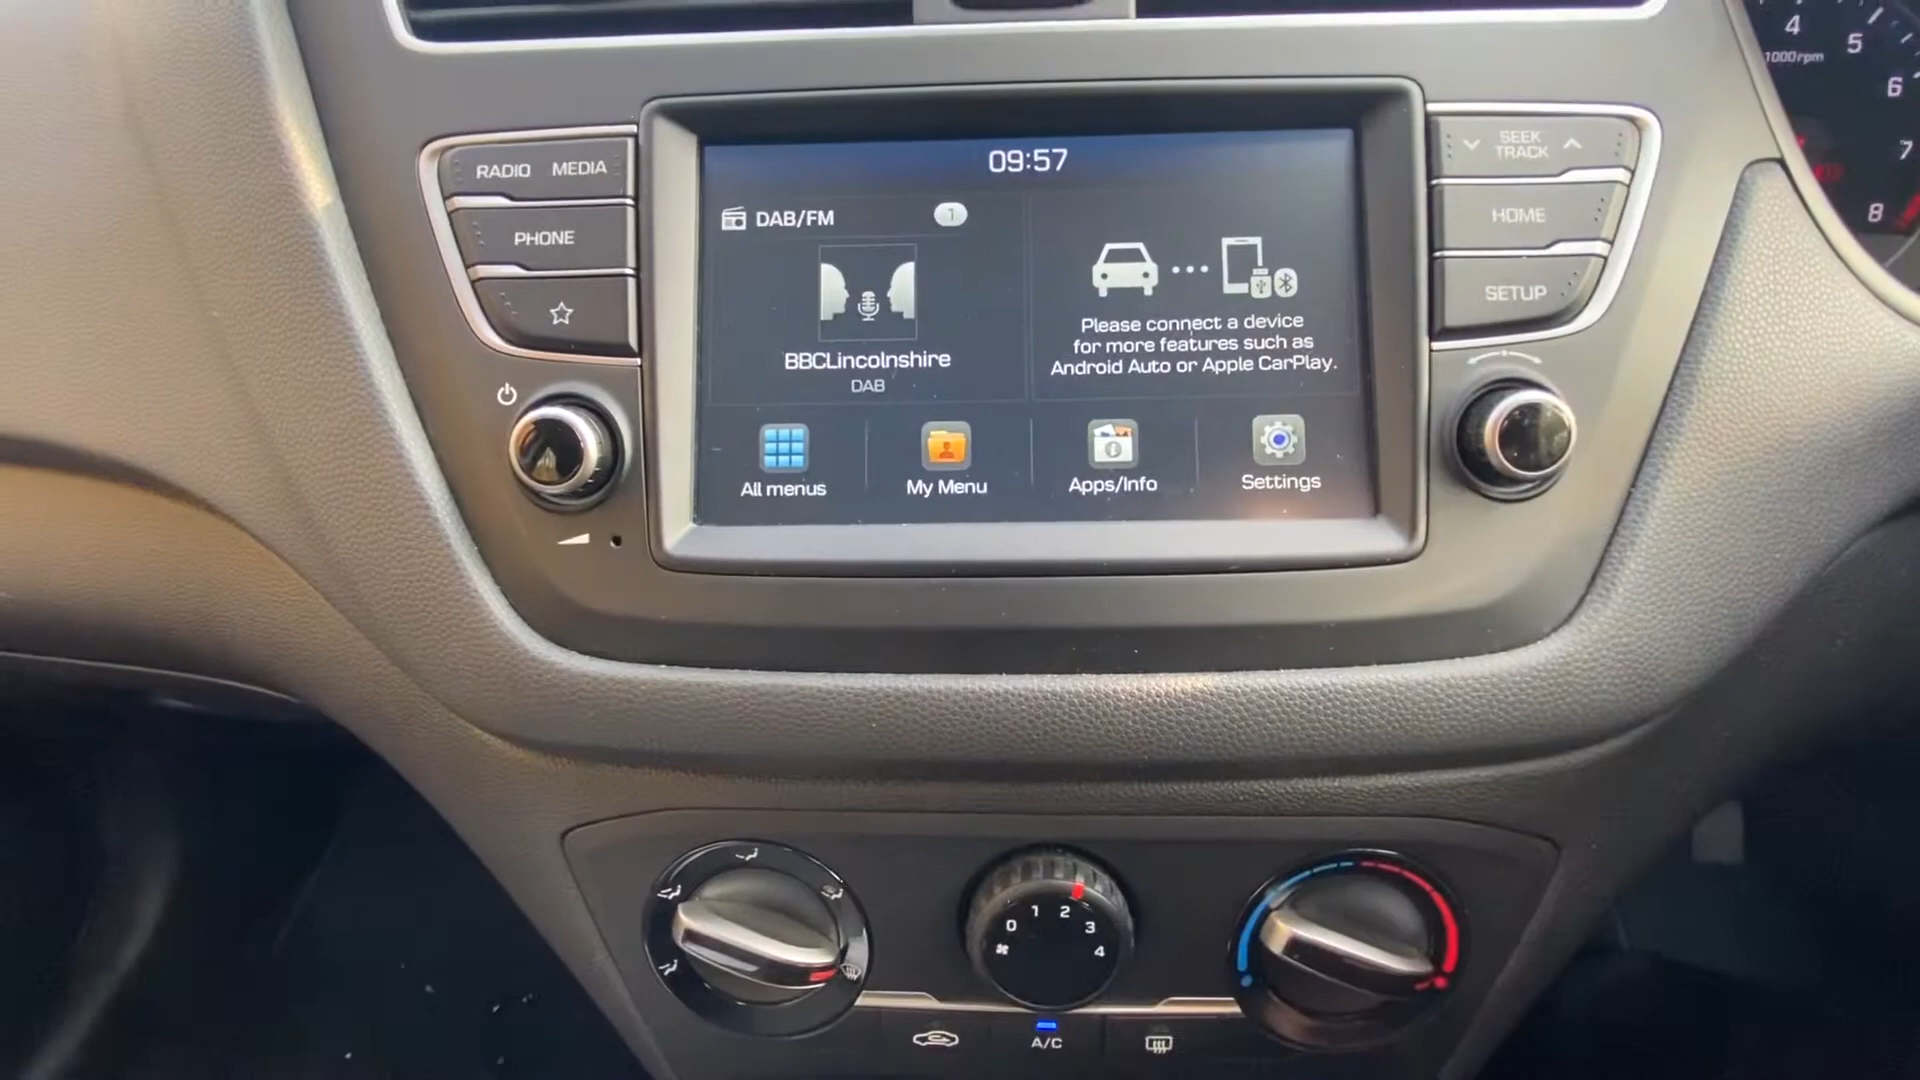 4
5
1000rpm
6
7
8
RADIO MEDIA
PHONE
09:57
DAB/FM
1
BBCLincolnshire
DAB
Please connect a device
for more features such as
Android Auto or Apple CarPlay.
All menus
My Menu
Apps/Info
Settings
SEEK
TRACK
HOME
SETUP
0
1
2
3
4
A/C